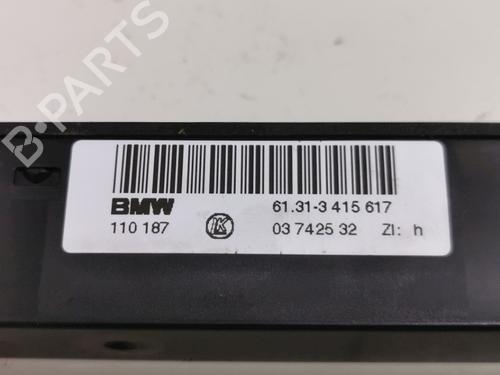 BMW 61.31-3 415 617
110 187 K 03 7425 32 ZI: h
B-PARTS